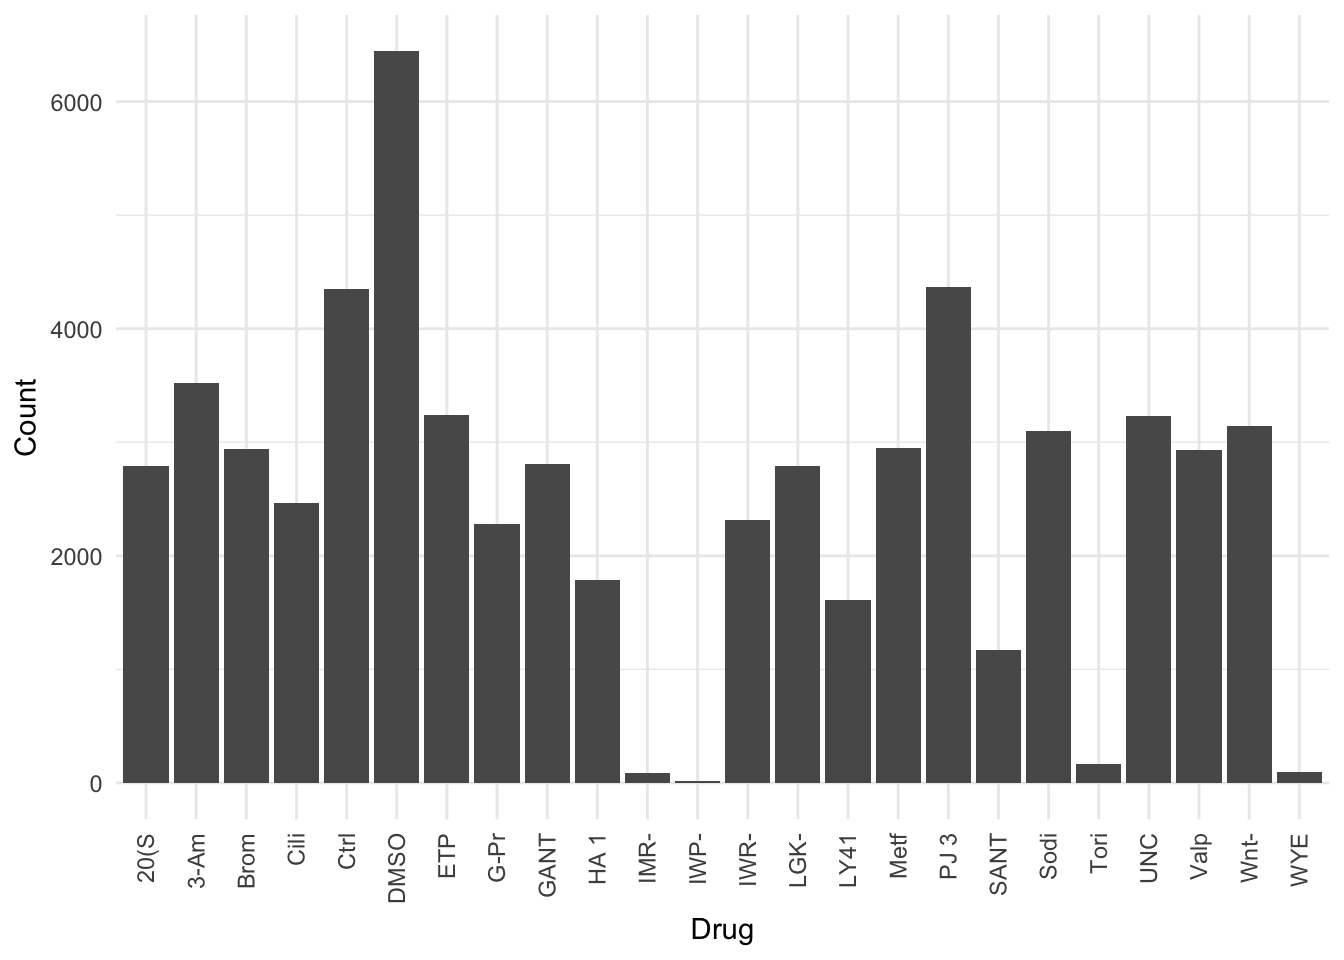 6000
4000
2000
0
Count
20(S
3-Am
Brom
Cili
Ctrl
DMSO
ETP
G-Pr
GANT
HA 1
IMR-
IWP-
IWR-
LGK-
LY41
Metf
PJ 3
SANT
Sodi
Tori
UNC
Valp
Wnt-
WYE
Drug